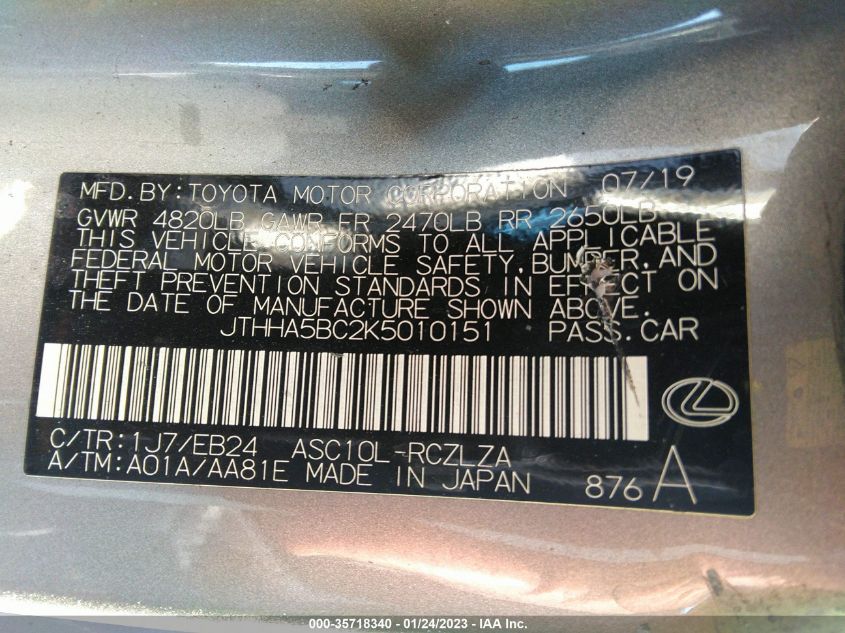 MFD.BY:TOYOTA MOTOR CORPORATION 07/19
GVWR 4820LB GAWR FR 2470LB RR 2650LB
THIS VEHICLE CONFORMS TO ALL APPLICABLE
FEDERAL MOTOR VEHICLE SAFETY,BUMPER,AND
THEFT PREVENTION STANDARDS IN EFFECT ON
THE DATE OF MANUFACTURE SHOWN ABOVE.
JTHHA5BC2K5010151 PASS.CAR
C/TR:1J7/EB24 ASC10L-RCZLZA
A/TM:A01A/AA81E MADE IN JAPAN 876 A
000-35718340 - 01/24/2023 - IAA Inc.